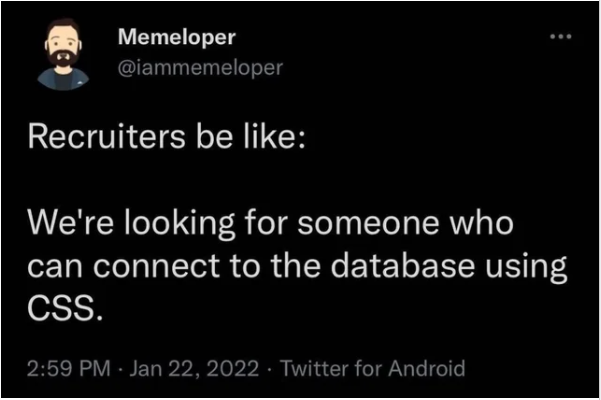 Memeloper
@iammemeloper
Recruiters be like:
We're looking for someone who
can connect to the database using
CSS.
2:59 PM · Jan 22, 2022 · Twitter for Android